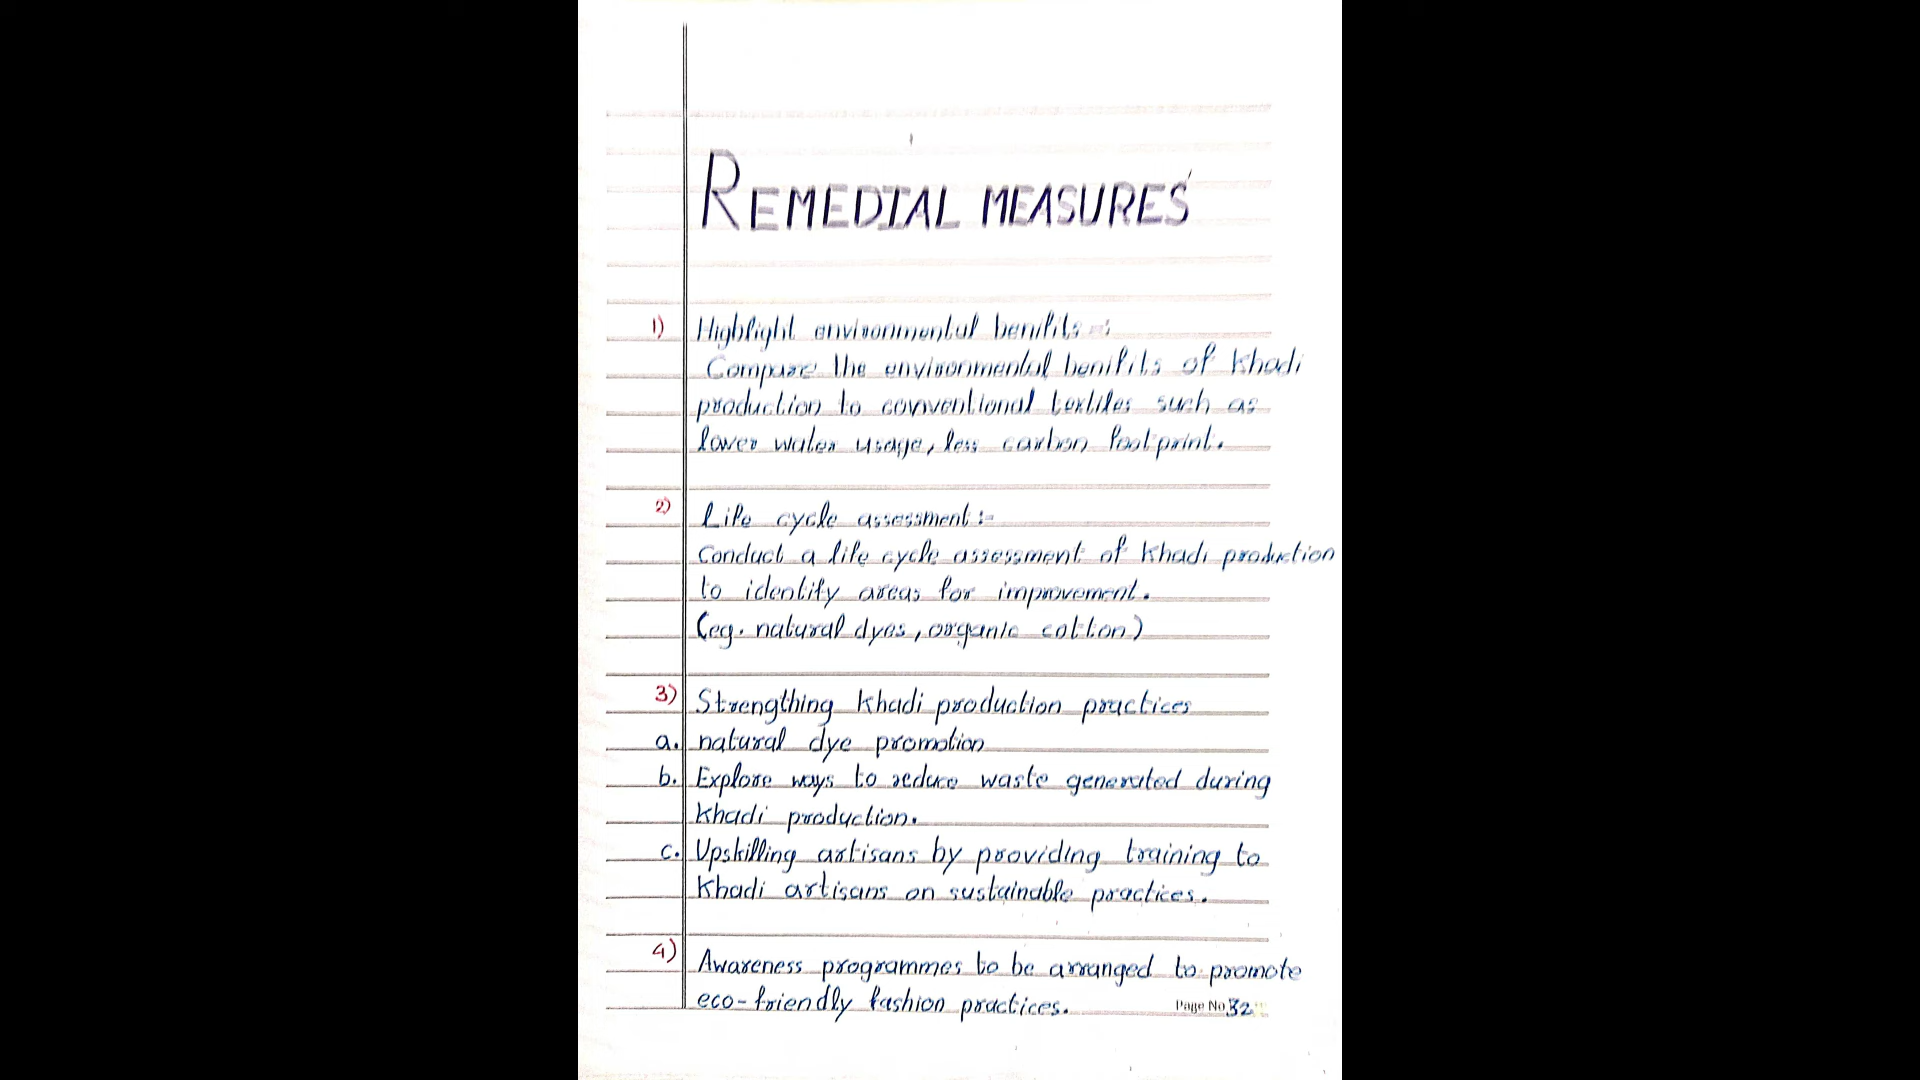 REMEDIAL MEASURES
1) Highlight environmental benifits :
Compare the environmental benifits of Khadi
production to conventional textiles such as
lower water usage, less carbon footprint.
2) Life cycle assessment :-
Conduct a life cycle assessment of Khadi production
to identify areas for improvement.
(eg. natural dyes, organic cotton)
3) Strengthing Khadi production practices
a. natural dye promotion
b. Explore ways to reduce waste generated during
Khadi production.
c. Upskilling artisans by providing training to
Khadi artisans on sustainable practices.
4) Awareness programmes to be arranged to promote
eco-friendly fashion practices.
Page No 32